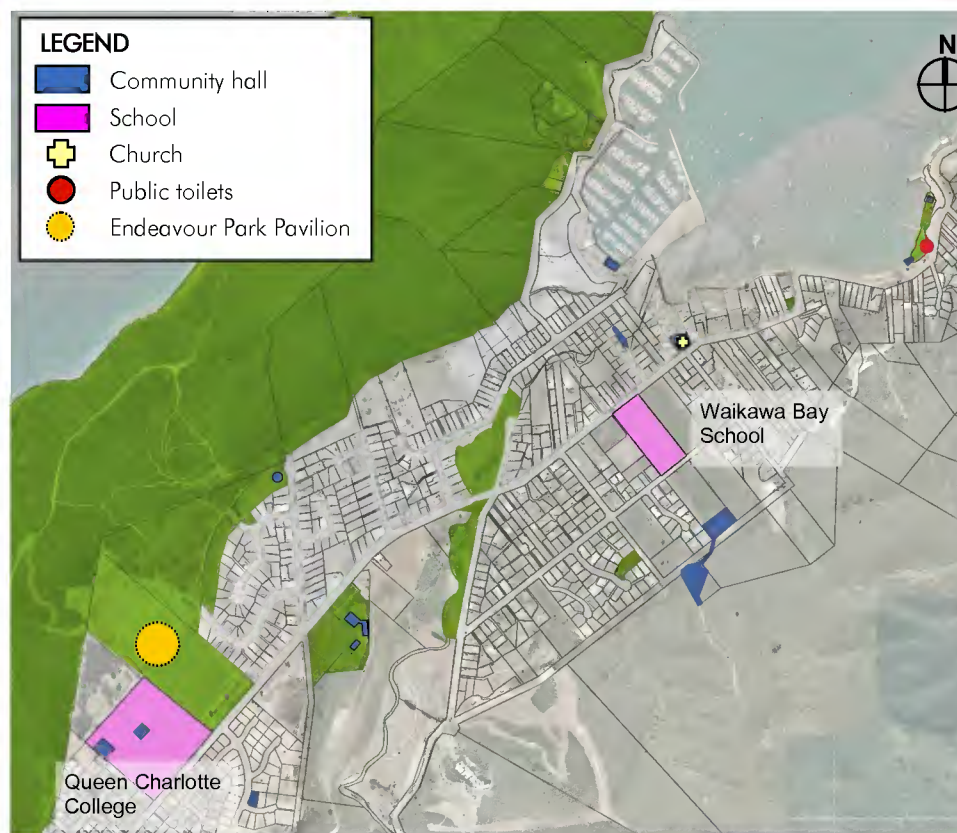 LEGEND
Community hall
School
Church
Public toilets
Endeavour Park Pavilion
N
Waikawa Bay
School
Queen Charlotte
College